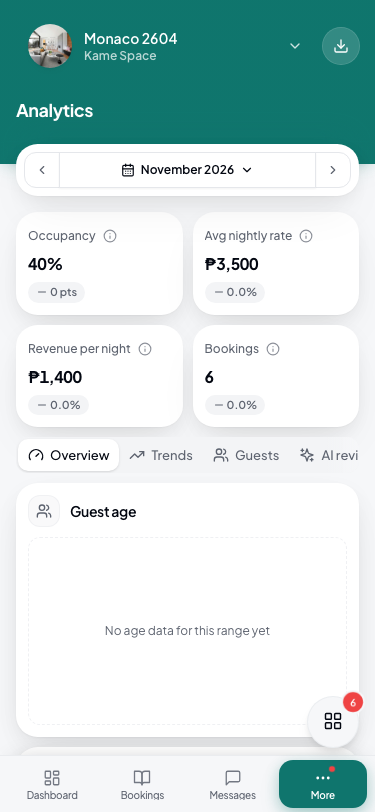 Monaco 2604
Kame Space
Analytics
November 2026
Occupancy
40%
— 0 pts
Avg nightly rate
₱3,500
— 0.0%
Revenue per night
₱1,400
— 0.0%
Bookings
6
— 0.0%
Overview
Trends
Guests
AI revi
Guest age
No age data for this range yet
6
Dashboard
Bookings
Messages
More